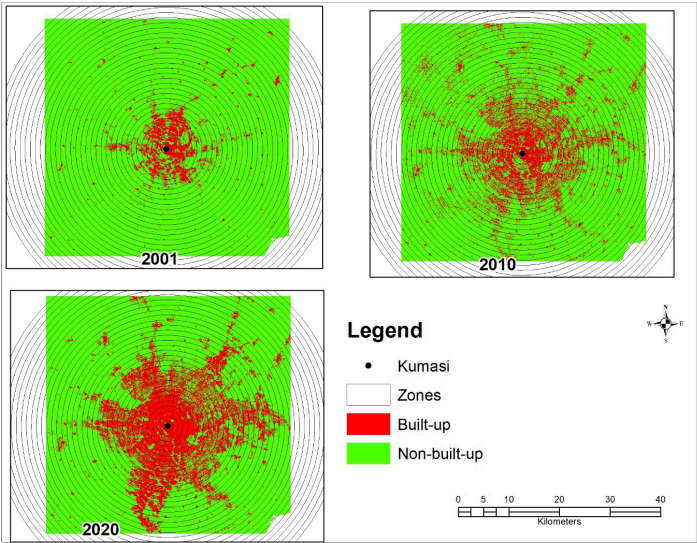 2001
2010
2020
Legend
Kumasi
Zones
Built-up
Non-built-up
N
W E
S
0 5 10 20 30 40
Kilometers